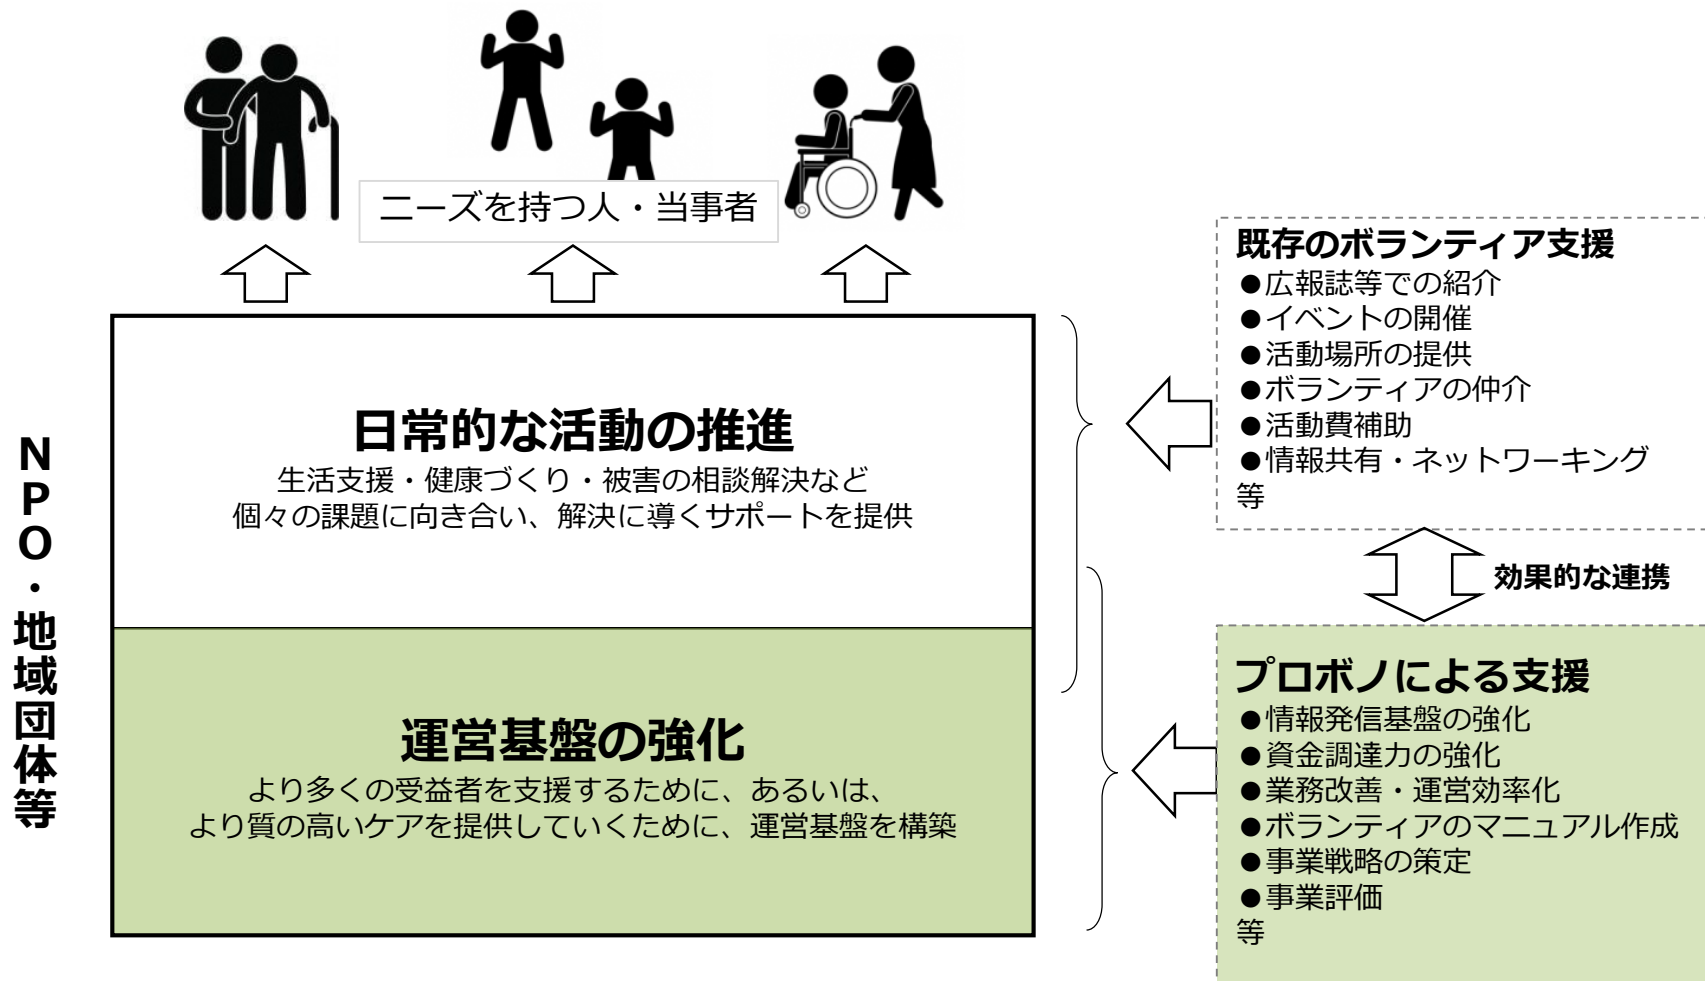 ニーズを持つ人・当事者
NPO・地域団体等
日常的な活動の推進
生活支援・健康づくり・被害の相談解決など
個々の課題に向き合い、解決に導くサポートを提供
運営基盤の強化
より多くの受益者を支援するために、あるいは、
より質の高いケアを提供していくために、運営基盤を構築
既存のボランティア支援
●広報誌等での紹介
●イベントの開催
●活動場所の提供
●ボランティアの仲介
●活動費補助
●情報共有・ネットワーキング
等
効果的な連携
プロボノによる支援
●情報発信基盤の強化
●資金調達力の強化
●業務改善・運営効率化
●ボランティアのマニュアル作成
●事業戦略の策定
●事業評価
等